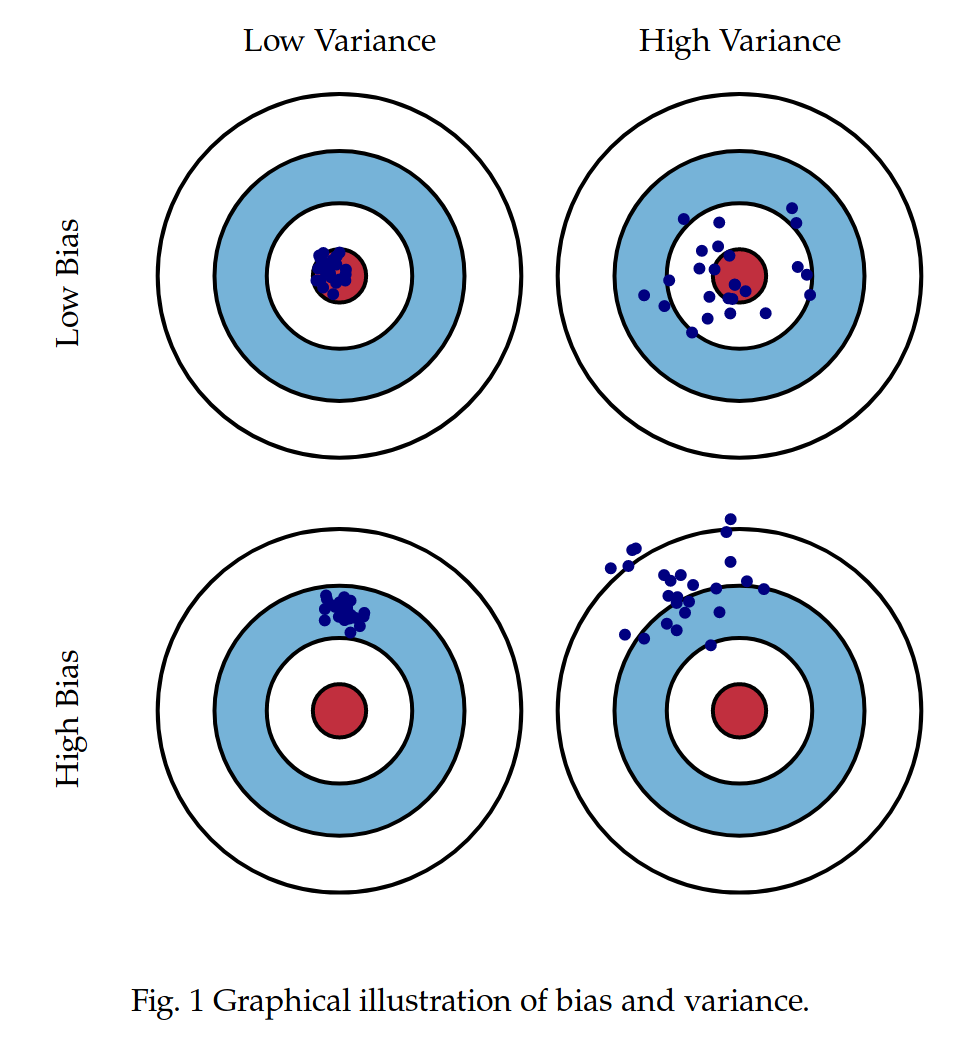 Low Variance
High Variance
Low Bias
High Bias
Fig. 1 Graphical illustration of bias and variance.